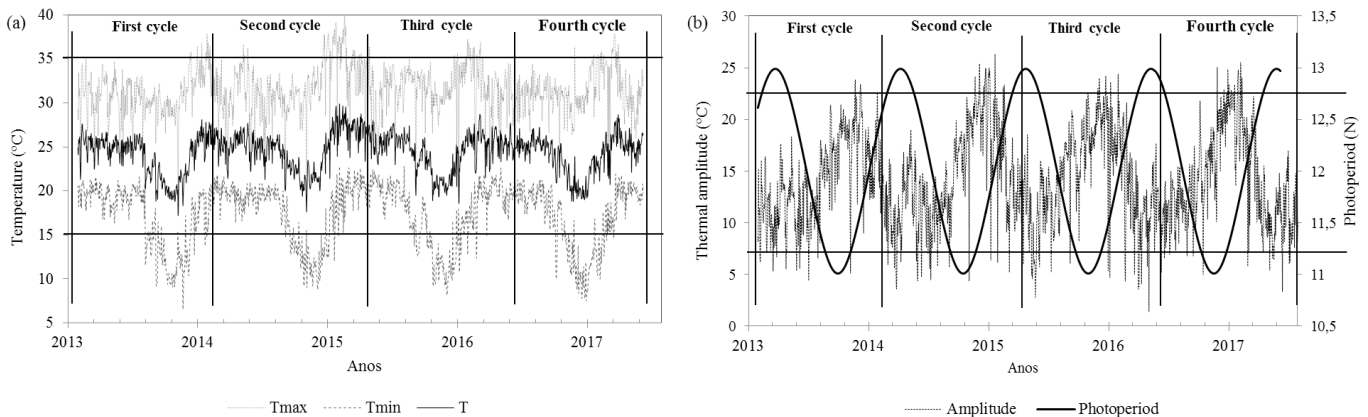 (a)
First cycle Second cycle Third cycle Fourth cycle
40
35
30
25
20
15
10
5
Temperature (°C)
2013 2014 2015 2016 2017
Anos
Tmax Tmin T
(b)
First cycle Second cycle Third cycle Fourth cycle
30
25
20
15
10
5
0
Thermal amplitude (°C)
13,5
13
12,5
12
11,5
11
10,5
Photoperiod (N)
2013 2014 2015 2016 2017
Anos
Amplitude Photoperiod